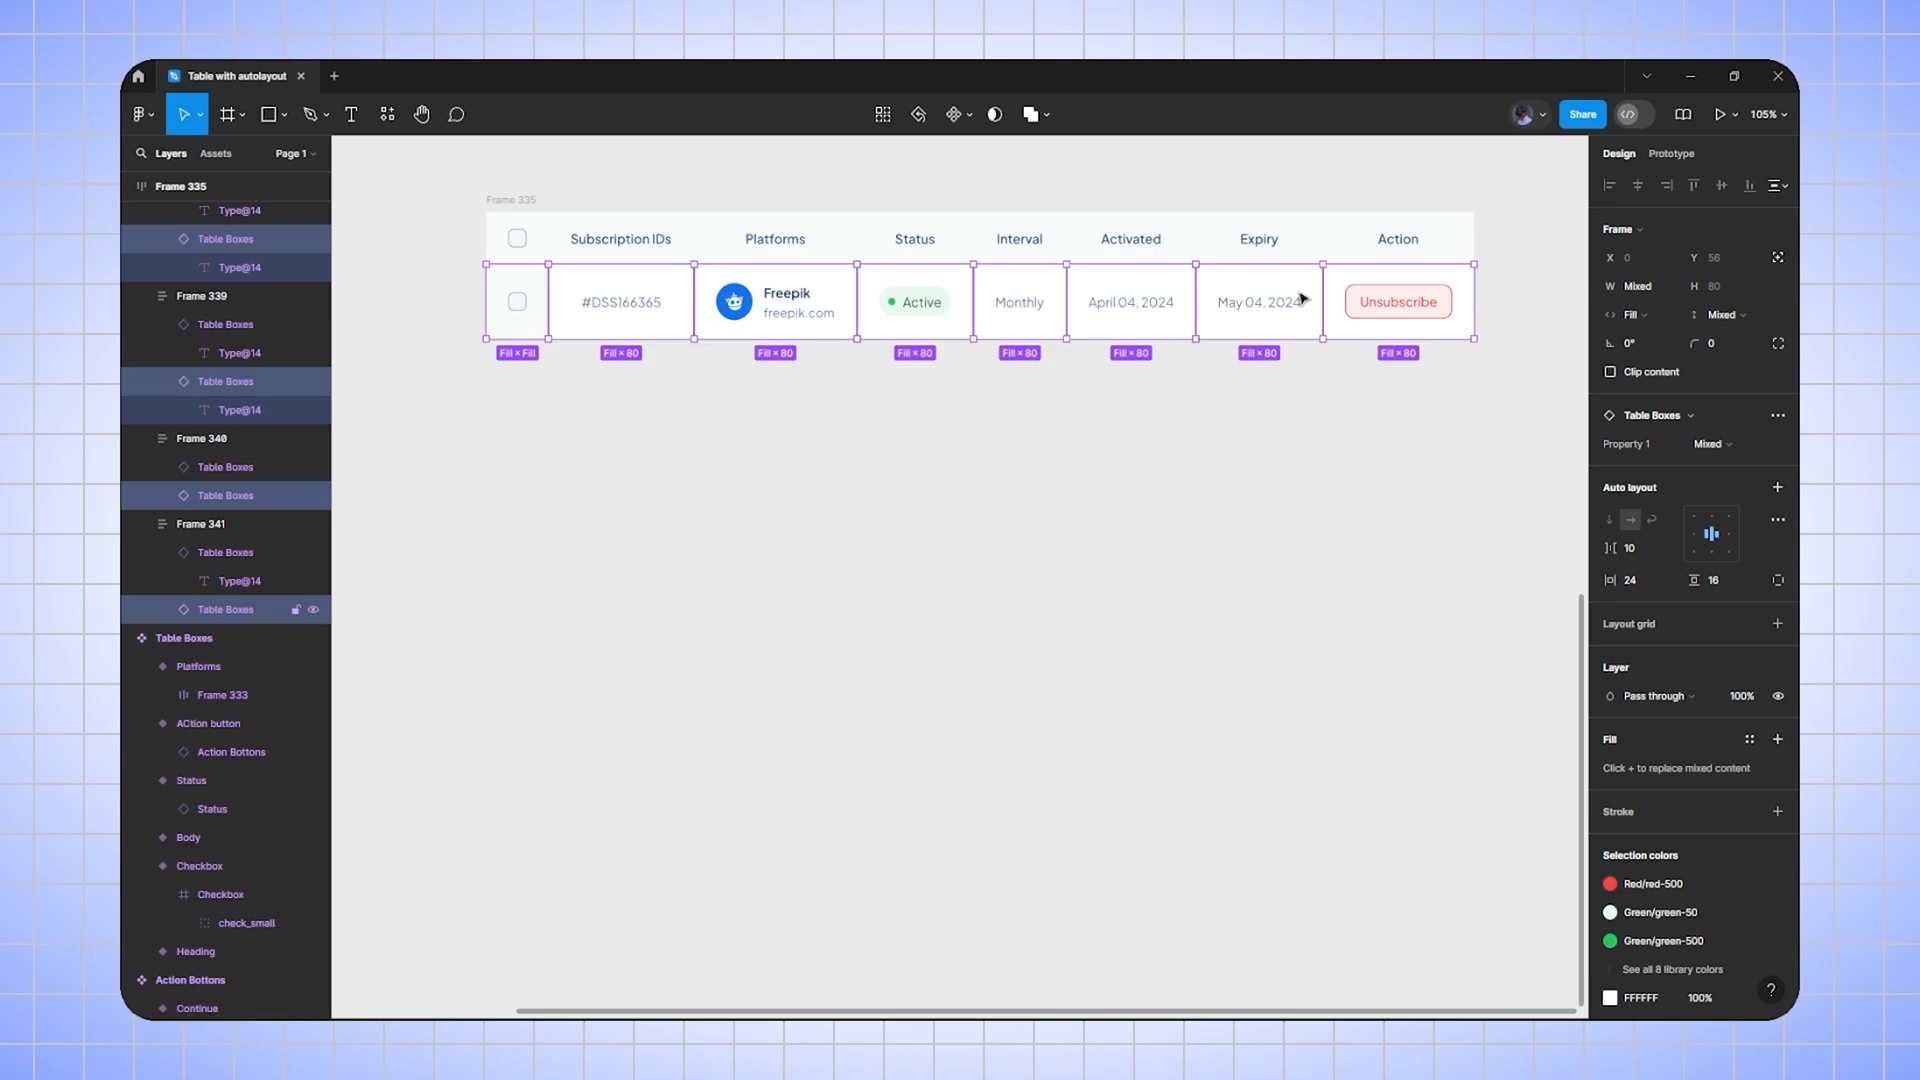 Table with autolayout
Share
105%
Layers
Assets
Page 1
Frame 335
Type@14
Table Boxes
Type@14
Frame 339
Table Boxes
Type@14
Table Boxes
Type@14
Frame 340
Table Boxes
Table Boxes
Frame 341
Table Boxes
Type@14
Table Boxes
Table Boxes
Platforms
Frame 333
ACtion button
Action Bottons
Status
Status
Body
Checkbox
Checkbox
check_small
Heading
Action Bottons
Continue
Frame 335
Subscription IDs
Platforms
Status
Interval
Activated
Expiry
Action
#DSS166365
Freepik
freepik.com
Active
Monthly
April 04, 2024
May 04, 2024
Unsubscribe
Fill × Fill
Fill × 80
Fill × 80
Fill × 80
Fill × 80
Fill × 80
Fill × 80
Fill × 80
Design
Prototype
Frame
X 0
Y 56
W Mixed
H 80
Fill
Mixed
0°
0
Clip content
Table Boxes
Property 1
Mixed
Auto layout
10
24
16
Layout grid
Layer
Pass through
100%
Fill
Click + to replace mixed content
Stroke
Selection colors
Red/red-500
Green/green-50
Green/green-500
See all 8 library colors
FFFFFF
100%
?